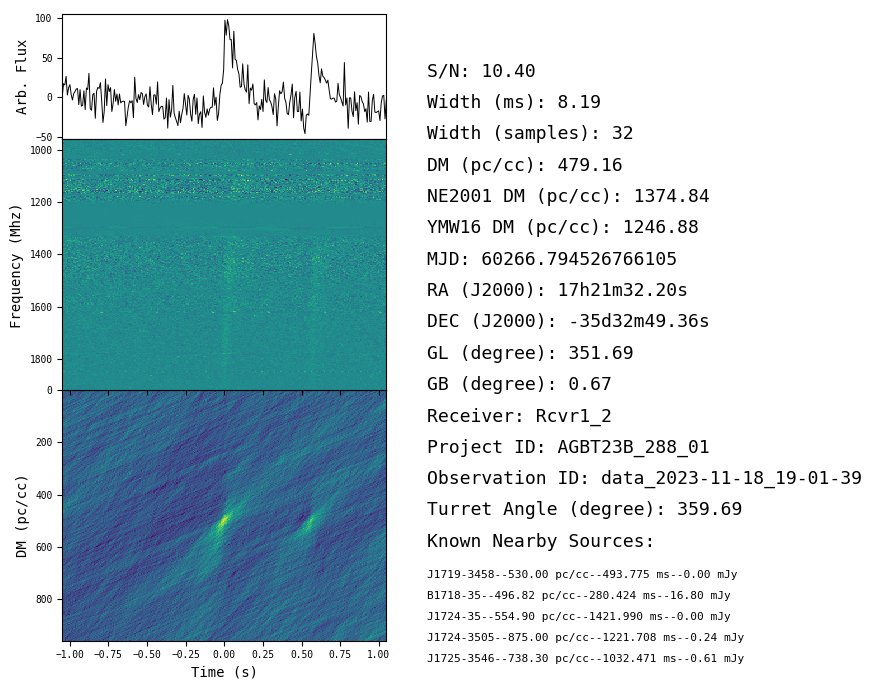 100
50
0
−50
Arb. Flux
1000
1200
1400
1600
1800
Frequency (Mhz)
0
200
400
600
800
DM (pc/cc)
−1.00 −0.75 −0.50 −0.25 0.00 0.25 0.50 0.75 1.00
Time (s)
S/N: 10.40
Width (ms): 8.19
Width (samples): 32
DM (pc/cc): 479.16
NE2001 DM (pc/cc): 1374.84
YMW16 DM (pc/cc): 1246.88
MJD: 60266.794526766105
RA (J2000): 17h21m32.20s
DEC (J2000): -35d32m49.36s
GL (degree): 351.69
GB (degree): 0.67
Receiver: Rcvr1_2
Project ID: AGBT23B_288_01
Observation ID: data_2023-11-18_19-01-39
Turret Angle (degree): 359.69
Known Nearby Sources:
J1719-3458--530.00 pc/cc--493.775 ms--0.00 mJy
B1718-35--496.82 pc/cc--280.424 ms--16.80 mJy
J1724-35--554.90 pc/cc--1421.990 ms--0.00 mJy
J1724-3505--875.00 pc/cc--1221.708 ms--0.24 mJy
J1725-3546--738.30 pc/cc--1032.471 ms--0.61 mJy